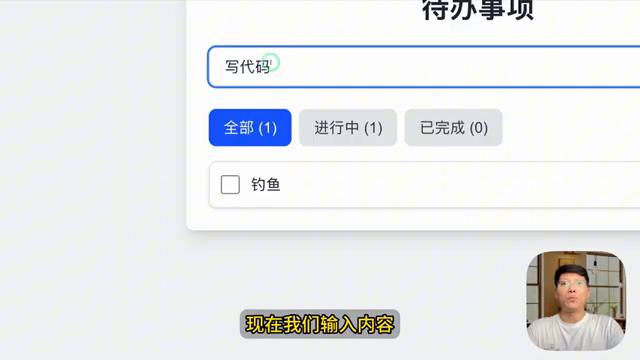 待办事项
写代码
全部 (1) 进行中 (1) 已完成 (0)
钓鱼
现在我们输入内容